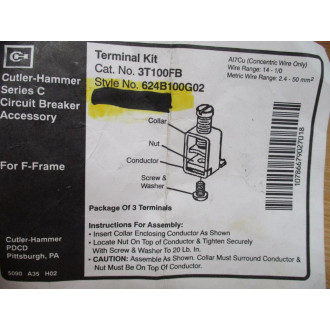 Cutler-Hammer
Series C
Circuit Breaker
Accessory
For F-Frame
Cutler-Hammer
PDCD
Pittsburgh, PA
5090 A35 H02
Terminal Kit
Cat. No. 3T100FB
Style No. 624B100G02
Al7Cu (Concentric Wire Only)
Wire Range: 14 - 1/0
Metric Wire Range: 2.4 - 50 mm²
Collar
Nut
Conductor
Screw &
Washer
Package Of 3 Terminals
Instructions For Assembly:
• Insert Collar Enclosing Conductor As Shown
• Locate Nut On Top of Conductor & Tighten Securely
With Screw & Washer To 20 Lb. In.
• CAUTION: Assemble As Shown. Collar Must Surround Conductor &
Nut Must Be On Top Of Conductor.